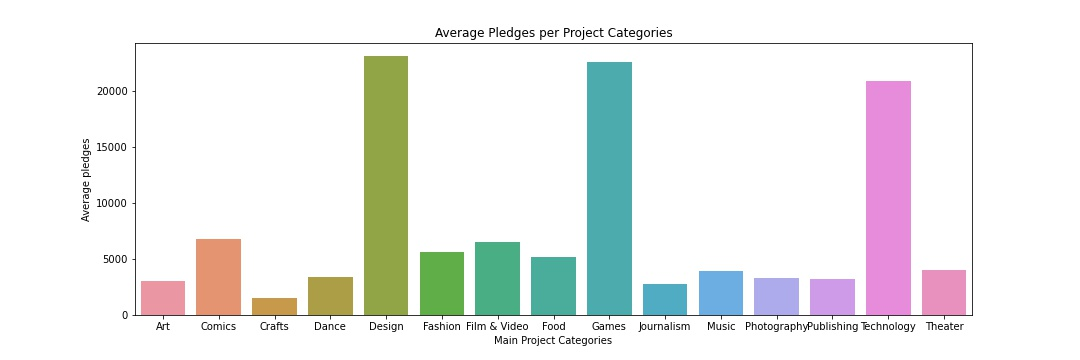 Average Pledges per Project Categories
Average pledges
20000
15000
10000
5000
0
Art Comics Crafts Dance Design Fashion Film & Video Food Games Journalism Music Photography Publishing Technology Theater
Main Project Categories